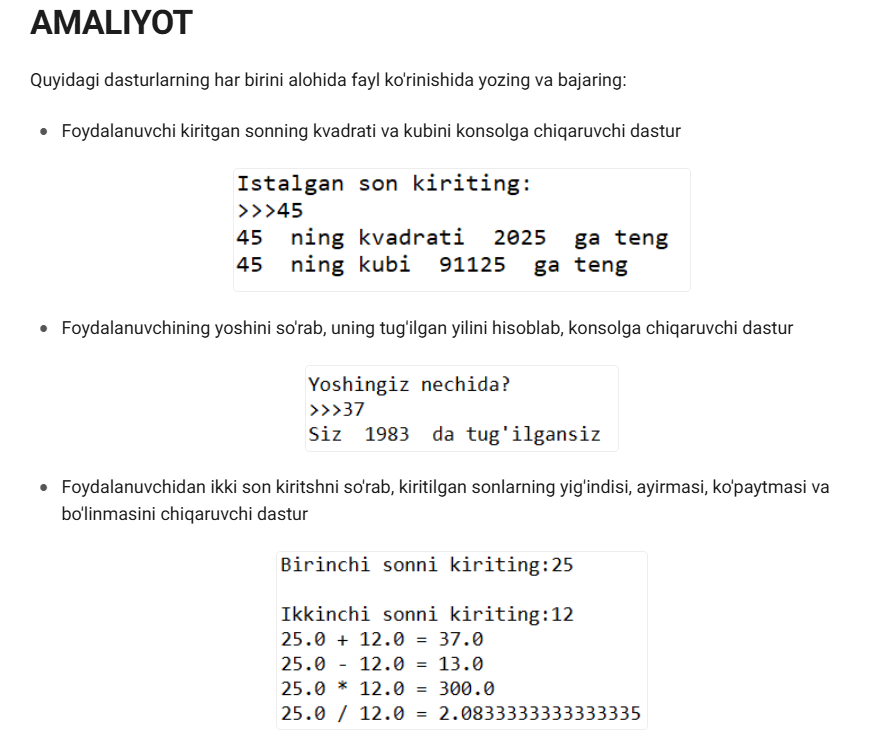 AMALIYOT
Quyidagi dasturlarning har birini alohida fayl ko'rinishida yozing va bajaring:
• Foydalanuvchi kiritgan sonning kvadrati va kubini konsolga chiqaruvchi dastur
Istalgan son kiriting:
>>>45
45  ning kvadrati  2025  ga teng
45  ning kubi  91125  ga teng
• Foydalanuvchining yoshini so'rab, uning tug'ilgan yilini hisoblab, konsolga chiqaruvchi dastur
Yoshingiz nechida?
>>>37
Siz  1983  da tug'ilgansiz
• Foydalanuvchidan ikki son kiritshni so'rab, kiritilgan sonlarning yig'indisi, ayirmasi, ko'paytmasi va
bo'linmasini chiqaruvchi dastur
Birinchi sonni kiriting:25
Ikkinchi sonni kiriting:12
25.0 + 12.0 = 37.0
25.0 - 12.0 = 13.0
25.0 * 12.0 = 300.0
25.0 / 12.0 = 2.0833333333333335